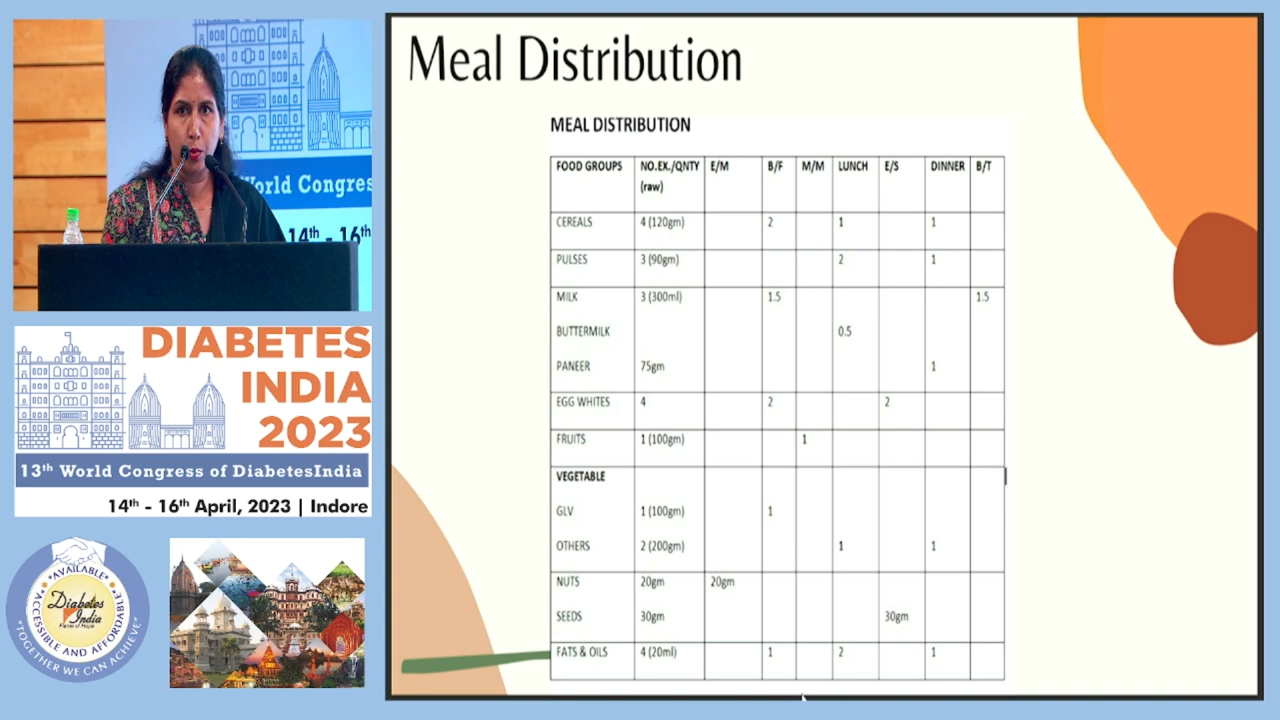 World Congres
14th - 16th
DIABETES
INDIA
2023
13th World Congress of DiabetesIndia
14th - 16th April, 2023 | Indore
"AVAILABLE"
"ACCESSIBLE AND AFFORDABLE"
Diabetes
India
Flame of Hope
"TOGETHER WE CAN ACHIEVE"
Meal Distribution
MEAL DISTRIBUTION
FOOD GROUPS NO.EX./QNTY (raw) E/M B/F M/M LUNCH E/S DINNER B/T
CEREALS 4 (120gm) 2 1 1
PULSES 3 (90gm) 2 1
MILK 3 (300ml) 1.5 1.5
BUTTERMILK 0.5
PANEER 75gm 1
EGG WHITES 4 2 2
FRUITS 1 (100gm) 1
VEGETABLE
GLV 1 (100gm) 1
OTHERS 2 (200gm) 1 1
NUTS 20gm 20gm
SEEDS 30gm 30gm
FATS & OILS 4 (20ml) 1 2 1